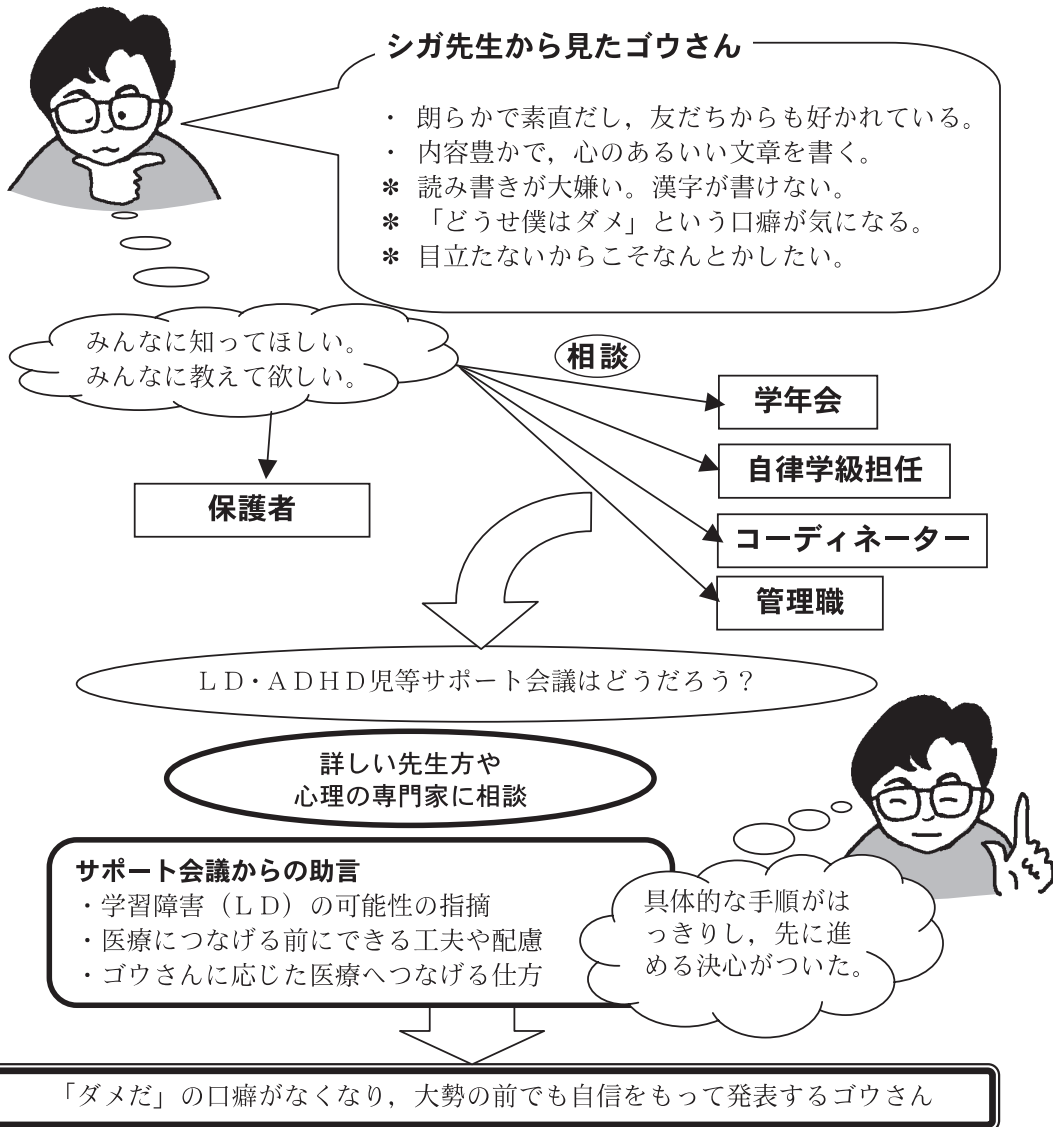 シガ先生から見たゴウさん
・ 朗らかで素直だし，友だちからも好かれている。
・ 内容豊かで，心のあるいい文章を書く。
＊ 読み書きが大嫌い。漢字が書けない。
＊ 「どうせ僕はダメ」という口癖が気になる。
＊ 目立たないからこそなんとかしたい。
みんなに知ってほしい。
みんなに教えて欲しい。
相談
学年会
自律学級担任
コーディネーター
管理職
保護者
ＬＤ・ＡＤＨＤ児等サポート会議はどうだろう？
詳しい先生方や
心理の専門家に相談
サポート会議からの助言
・学習障害（ＬＤ）の可能性の指摘
・医療につなげる前にできる工夫や配慮
・ゴウさんに応じた医療へつなげる仕方
具体的な手順がは
っきりし，先に進
める決心がついた。
「ダメだ」の口癖がなくなり，大勢の前でも自信をもって発表するゴウさん